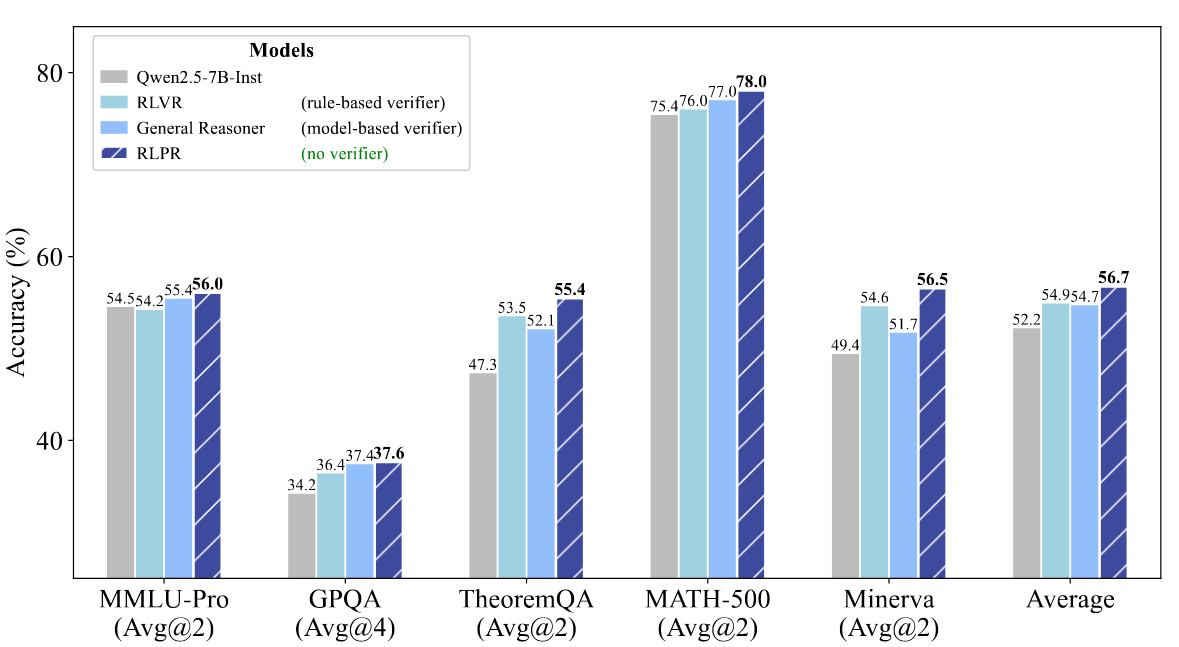 Models
Qwen2.5-7B-Inst
RLVR (rule-based verifier)
General Reasoner (model-based verifier)
RLPR (no verifier)
Accuracy (%)
80
60
40
54.5 54.2 55.4 56.0
34.2 36.4 37.4 37.6
47.3 53.5 52.1 55.4
75.4 76.0 77.0 78.0
49.4 54.6 51.7 56.5
52.2 54.9 54.7 56.7
MMLU-Pro
(Avg@2)
GPQA
(Avg@4)
TheoremQA
(Avg@2)
MATH-500
(Avg@2)
Minerva
(Avg@2)
Average